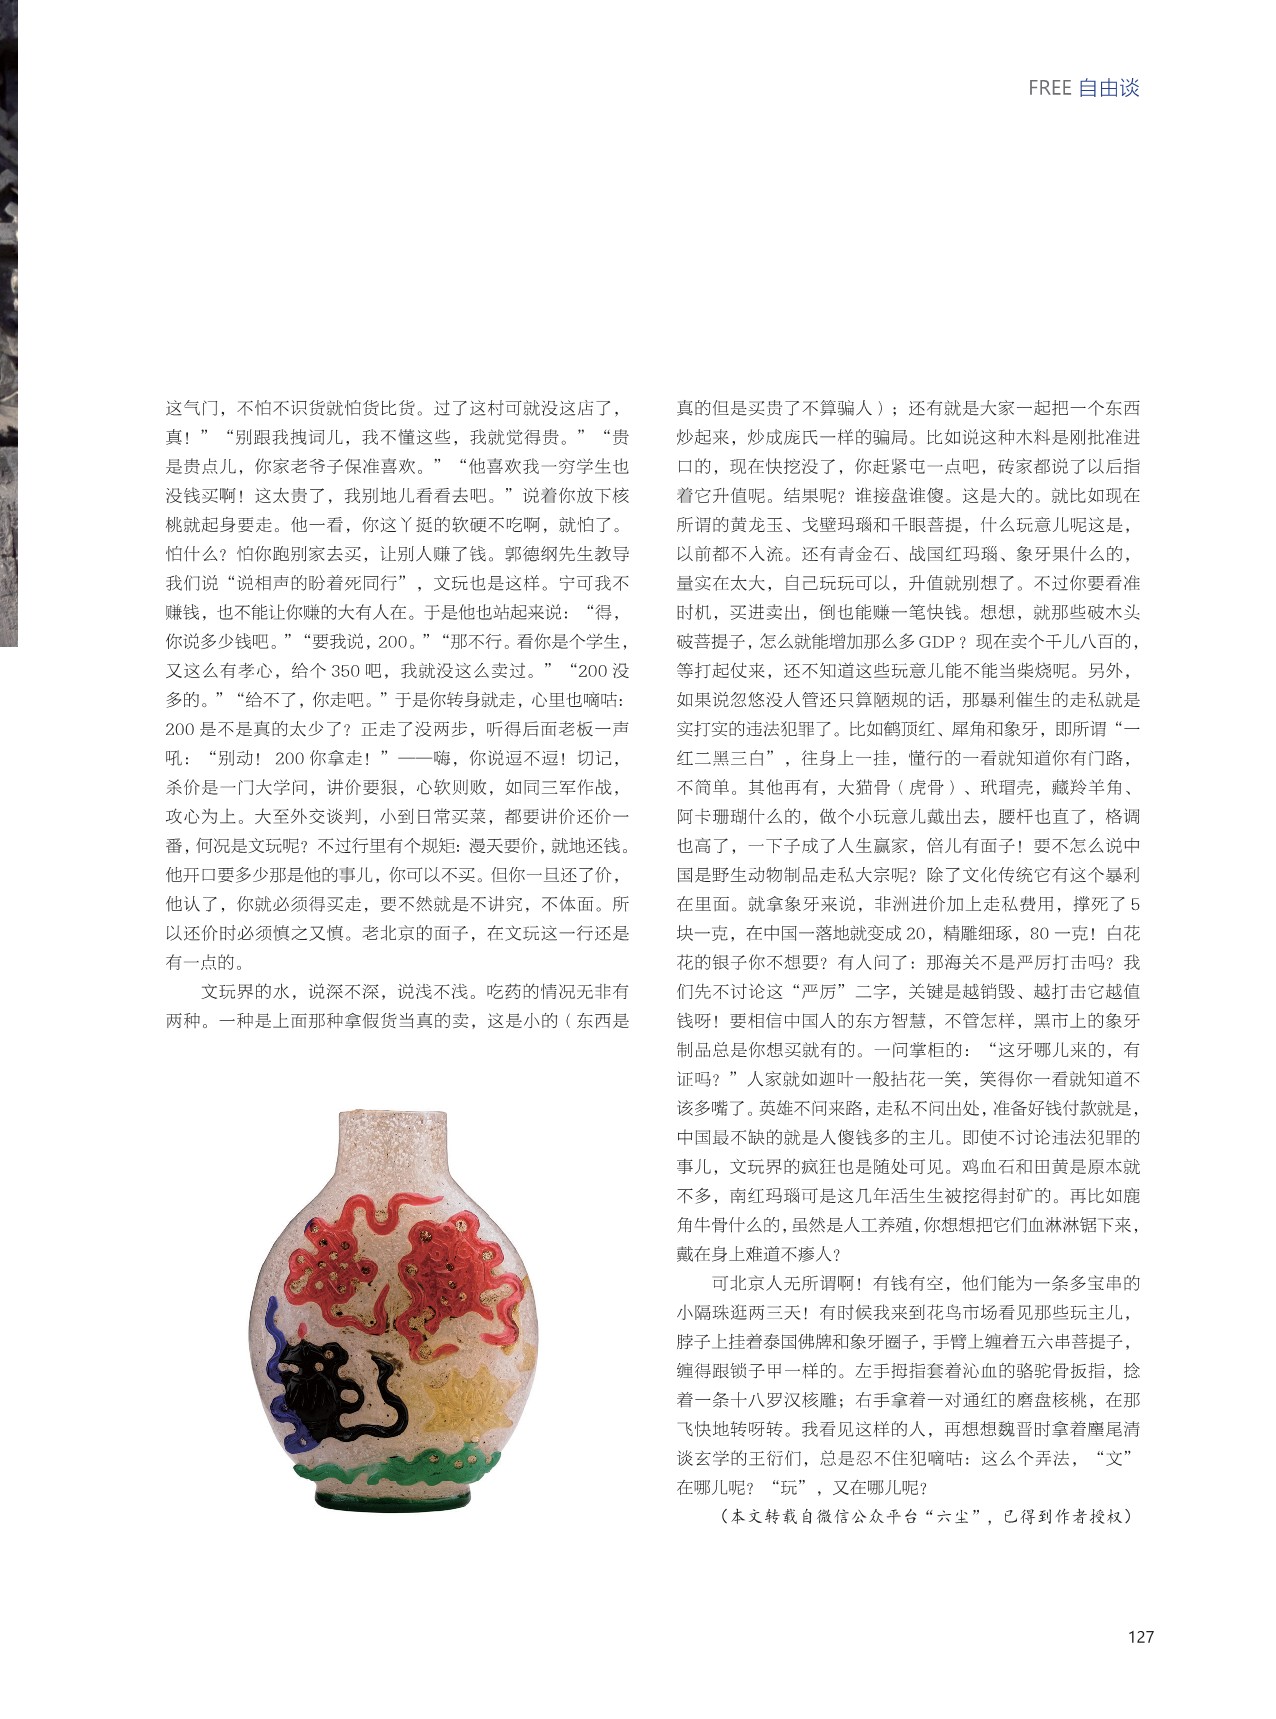 FREE 自由谈
这气门，不怕不识货就怕货比货。过了这村可就没这店了，
真！”“别跟我拽词儿，我不懂这些，我就觉得贵。”“贵
是贵点儿，你家老爷子保准喜欢。”“他喜欢我一穷学生也
没钱买啊！这太贵了，我别地儿看看去吧。”说着你放下核
桃就起身要走。他一看，你这丫挺的软硬不吃啊，就怕了。
怕什么？怕你跑别家去买，让别人赚了钱。郭德纲先生教导
我们说“说相声的盼着死同行”，文玩也是这样。宁可我不
赚钱，也不能让你赚的大有人在。于是他也站起来说：“得，
你说多少钱吧。”“要我说，200。”“那不行。看你是个学生，
又这么有孝心，给个 350 吧，我就没这么卖过。”“200 没
多的。”“给不了，你走吧。”于是你转身就走，心里也嘀咕：
200 是不是真的太少了？正走了没两步，听得后面老板一声
吼：“别动！ 200 你拿走！”——嗨，你说逗不逗！切记，
杀价是一门大学问，讲价要狠，心软则败，如同三军作战，
攻心为上。大至外交谈判，小到日常买菜，都要讲价还价一
番，何况是文玩呢？不过行里有个规矩：漫天要价，就地还钱。
他开口要多少那是他的事儿，你可以不买。但你一旦还了价，
他认了，你就必须得买走，要不然就是不讲究，不体面。所
以还价时必须慎之又慎。老北京的面子，在文玩这一行还是
有一点的。
文玩界的水，说深不深，说浅不浅。吃药的情况无非有
两种。一种是上面那种拿假货当真的卖，这是小的（东西是
真的但是买贵了不算骗人）；还有就是大家一起把一个东西
炒起来，炒成庞氏一样的骗局。比如说这种木料是刚批准进
口的，现在快挖没了，你赶紧屯一点吧，砖家都说了以后指
着它升值呢。结果呢？谁接盘谁傻。这是大的。就比如现在
所谓的黄龙玉、戈壁玛瑙和千眼菩提，什么玩意儿呢这是，
以前都不入流。还有青金石、战国红玛瑙、象牙果什么的，
量实在太大，自己玩玩可以，升值就别想了。不过你要看准
时机，买进卖出，倒也能赚一笔快钱。想想，就那些破木头
破菩提子，怎么就能增加那么多 GDP？现在卖个千儿八百的，
等打起仗来，还不知道这些玩意儿能不能当柴烧呢。另外，
如果说忽悠没人管还只算陋规的话，那暴利催生的走私就是
实打实的违法犯罪了。比如鹤顶红、犀角和象牙，即所谓“一
红二黑三白”，往身上一挂，懂行的一看就知道你有门路，
不简单。其他再有，大猫骨（虎骨）、玳瑁壳，藏羚羊角、
阿卡珊瑚什么的，做个小玩意儿戴出去，腰杆也直了，格调
也高了，一下子成了人生赢家，倍儿有面子！要不怎么说中
国是野生动物制品走私大宗呢？除了文化传统它有这个暴利
在里面。就拿象牙来说，非洲进价加上走私费用，撑死了 5
块一克，在中国一落地就变成 20，精雕细琢，80 一克！白花
花的银子你不想要？有人问了：那海关不是严厉打击吗？我
们先不讨论这“严厉”二字，关键是越销毁、越打击它越值
钱呀！要相信中国人的东方智慧，不管怎样，黑市上的象牙
制品总是你想买就有的。一问掌柜的：“这牙哪儿来的，有
证吗？”人家就如迦叶一般拈花一笑，笑得你一看就知道不
该多嘴了。英雄不问来路，走私不问出处，准备好钱付款就是，
中国最不缺的就是人傻钱多的主儿。即使不讨论违法犯罪的
事儿，文玩界的疯狂也是随处可见。鸡血石和田黄是原本就
不多，南红玛瑙可是这几年活生生被挖得封矿的。再比如鹿
角牛骨什么的，虽然是人工养殖，你想想把它们血淋淋锯下来，
戴在身上难道不瘆人？
可北京人无所谓啊！有钱有空，他们能为一条多宝串的
小隔珠逛两三天！有时候我来到花鸟市场看见那些玩主儿，
脖子上挂着泰国佛牌和象牙圈子，手臂上缠着五六串菩提子，
缠得跟锁子甲一样的。左手拇指套着沁血的骆驼骨扳指，捻
着一条十八罗汉核雕；右手拿着一对通红的磨盘核桃，在那
飞快地转呀转。我看见这样的人，再想想魏晋时拿着麈尾清
谈玄学的王衍们，总是忍不住犯嘀咕：这么个弄法，“文”
在哪儿呢？“玩”，又在哪儿呢？
（本文转载自微信公众平台“六尘”，已得到作者授权）
127